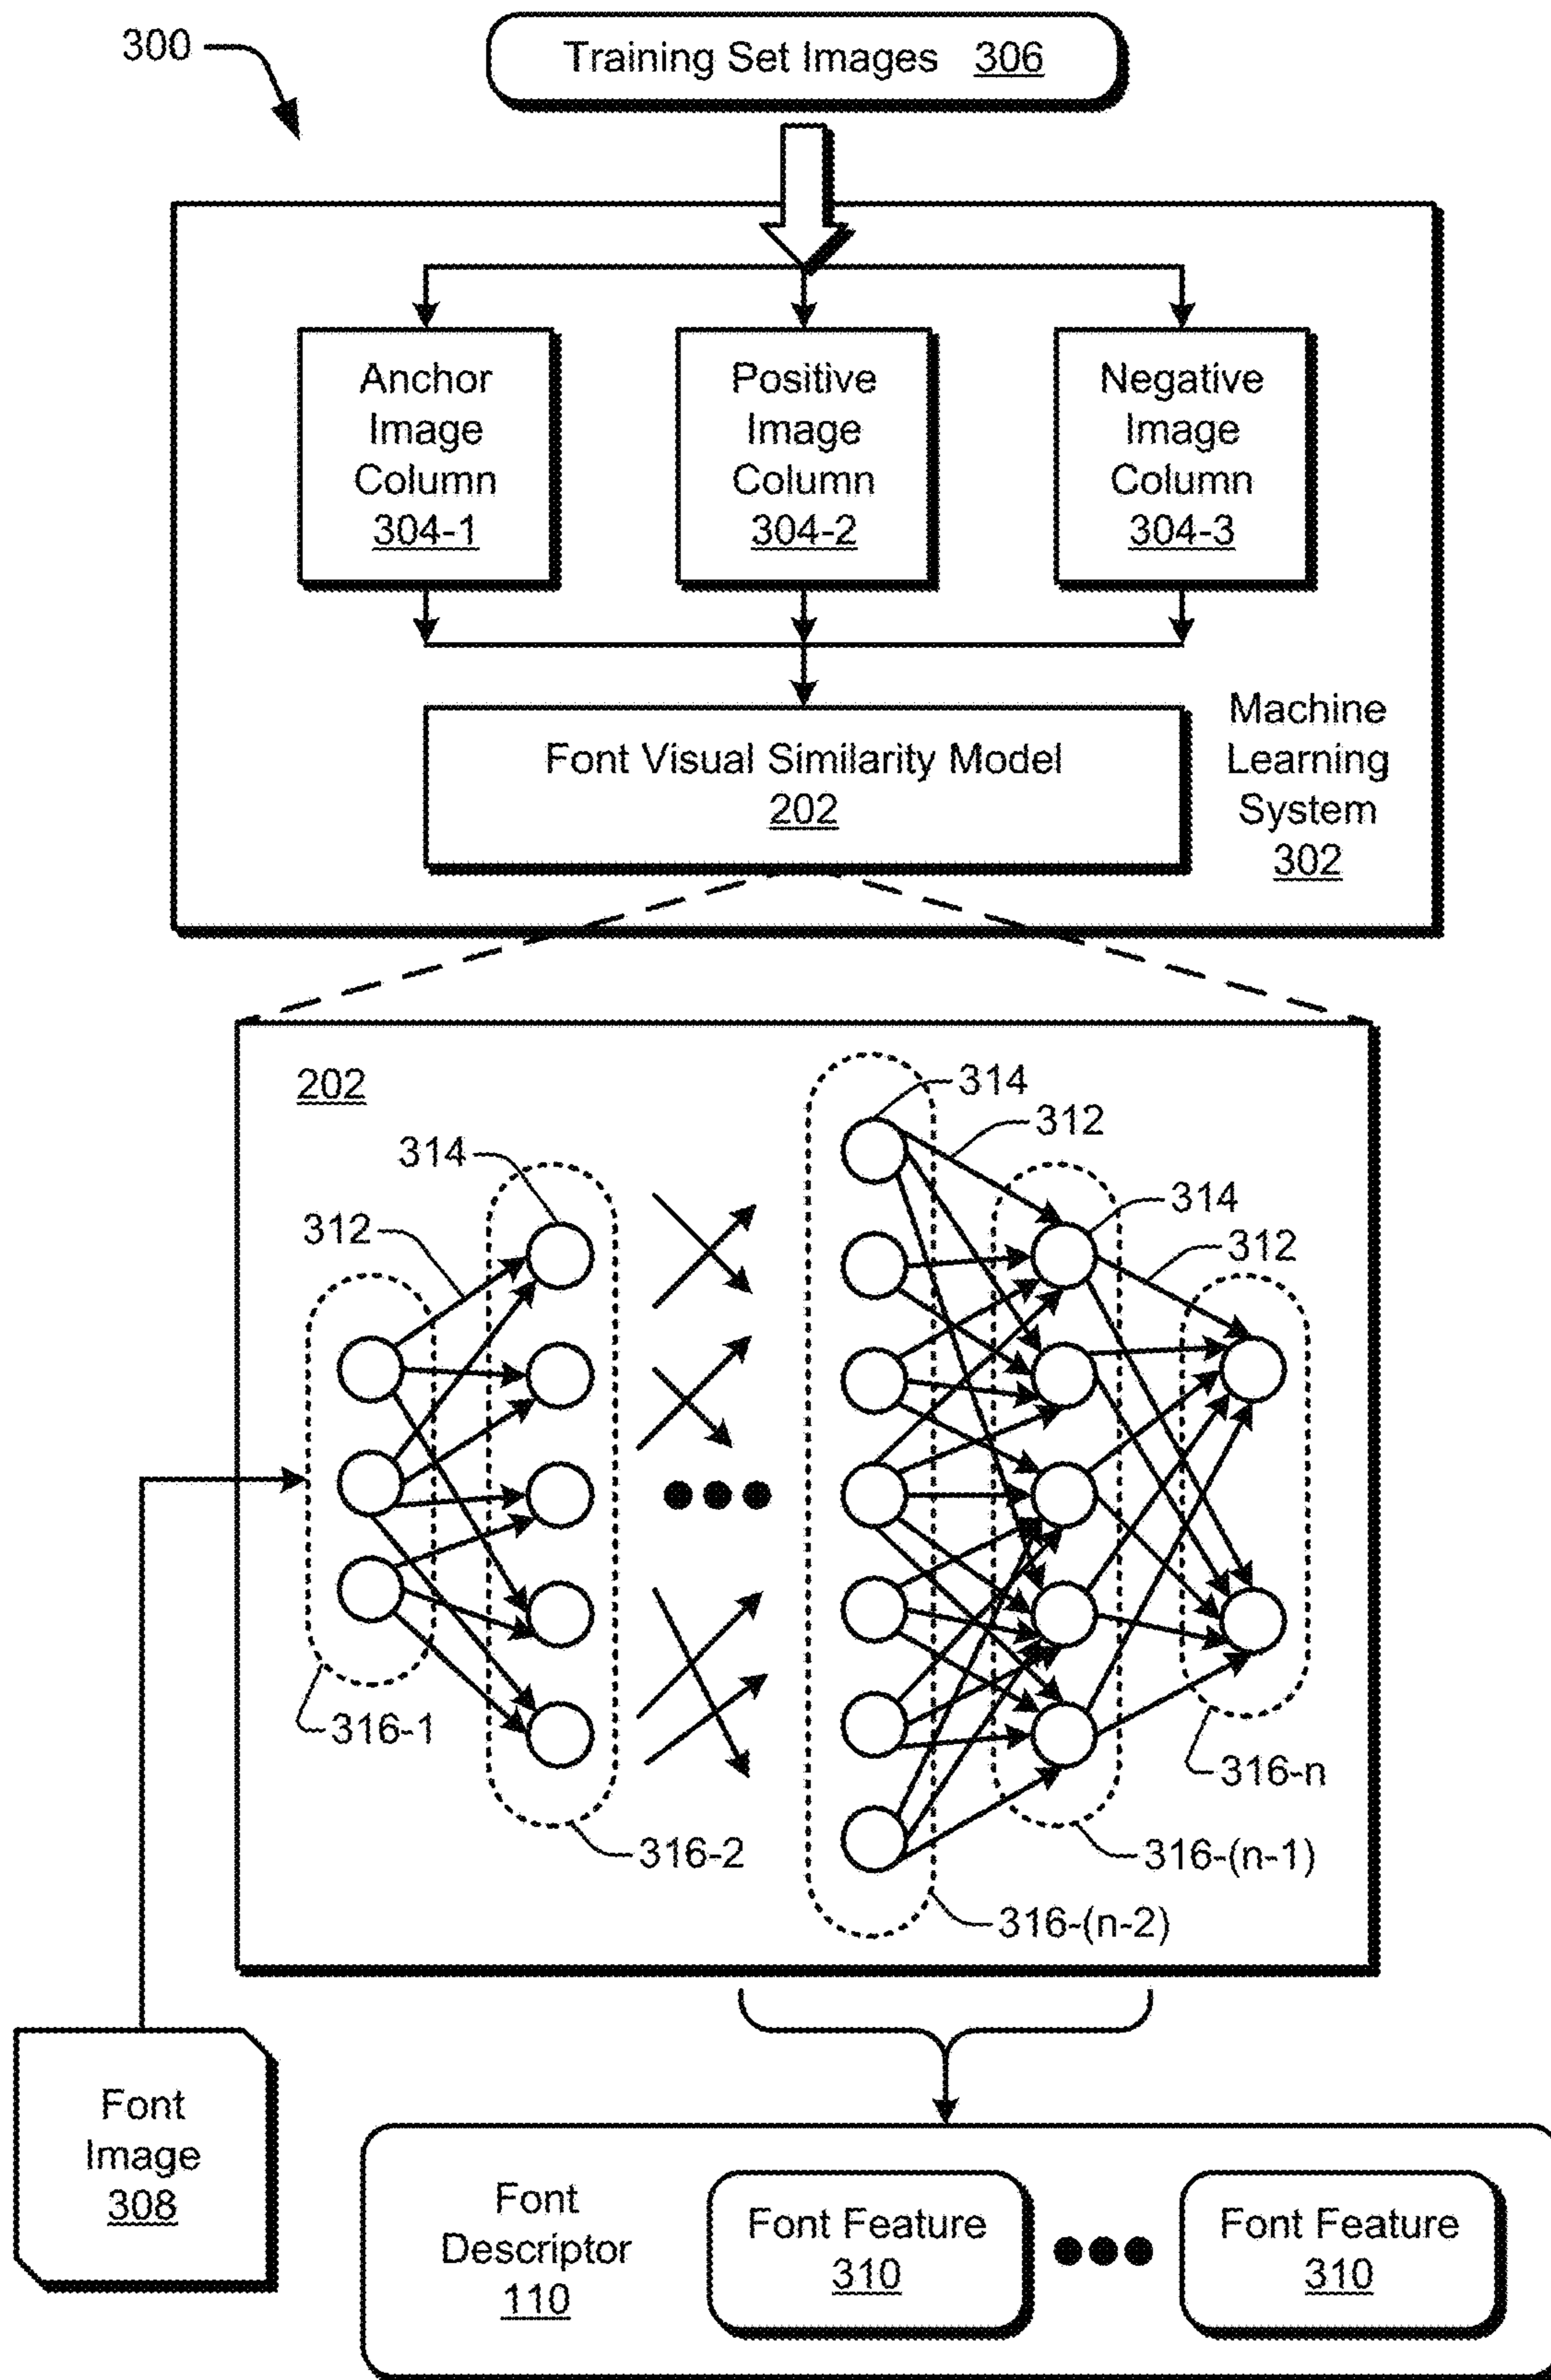 300
Training Set Images 306
Anchor
Image
Column
304-1
Positive
Image
Column
304-2
Negative
Image
Column
304-3
Font Visual Similarity Model
202
Machine
Learning
System
302
202
314
312
314
312
314
312
316-1
316-2
316-n
316-(n-1)
316-(n-2)
Font
Image
308
Font
Descriptor
110
Font Feature
310
Font Feature
310